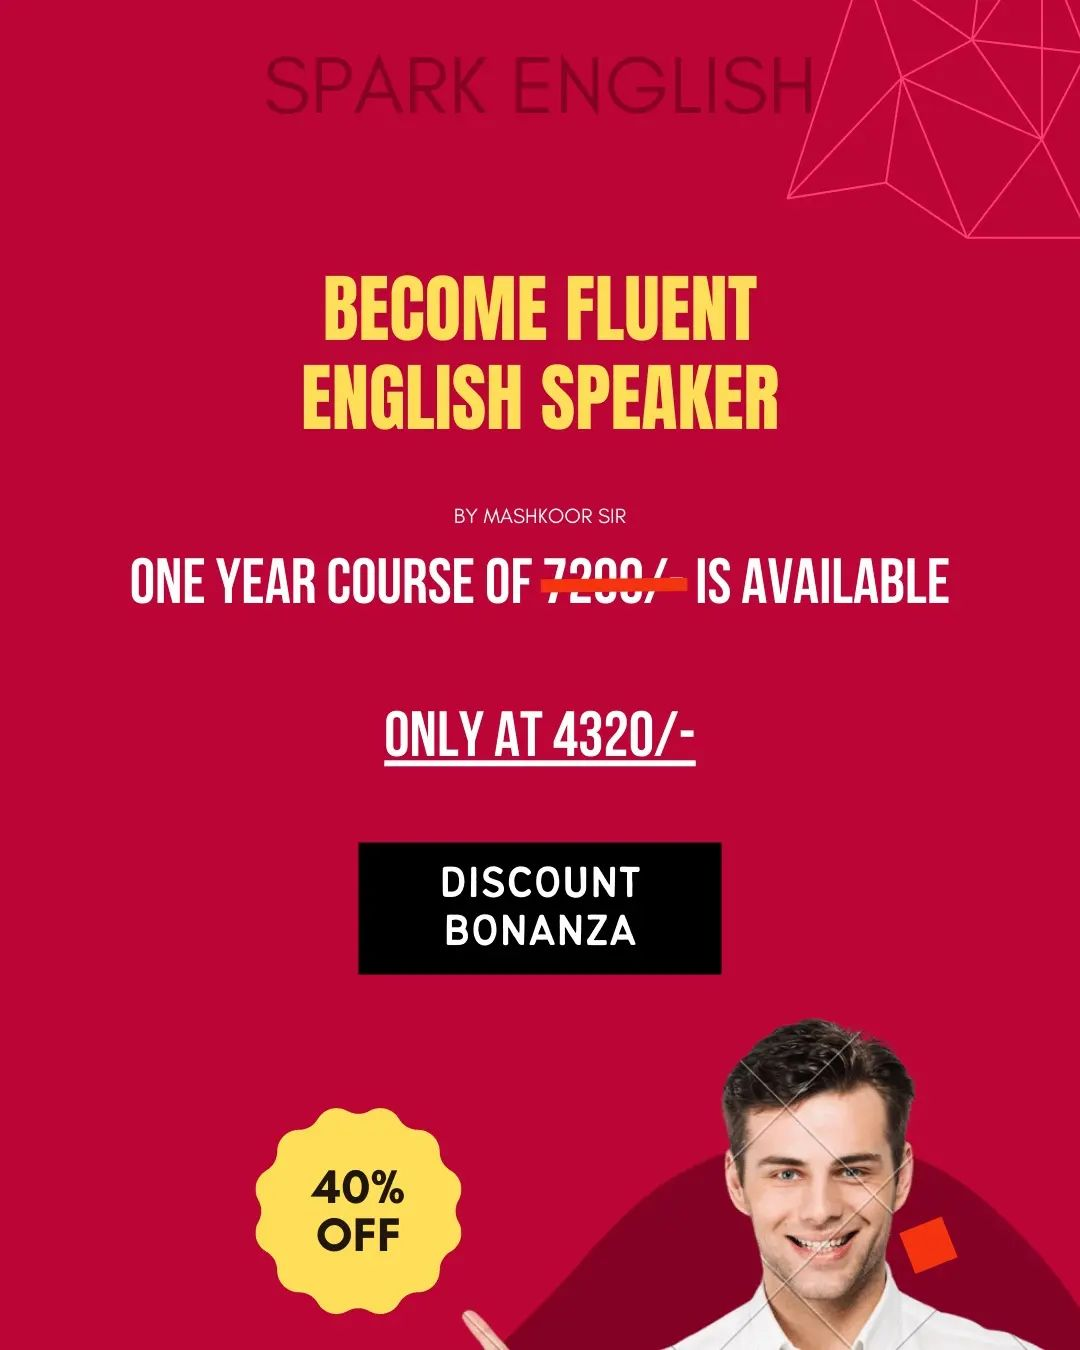 SPARK ENGLISH
BECOME FLUENT
ENGLISH SPEAKER
BY MASHKOOR SIR
ONE YEAR COURSE OF 7200/- IS AVAILABLE
ONLY AT 4320/-
DISCOUNT
BONANZA
40%
OFF